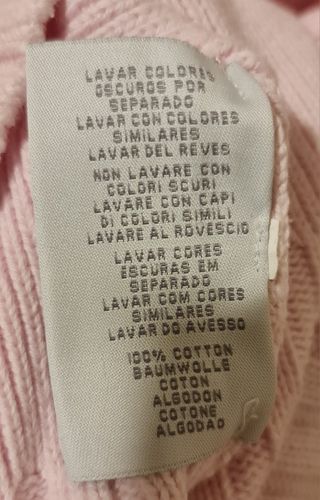 LAVAR COLORES
OSCUROS POR
SEPARADO
LAVAR CON COLORES
SIMILARES
LAVAR DEL REVES
NON LAVARE CON
COLORI SCURI
LAVARE CON CAPI
DI COLORI SIMILI
LAVARE AL ROVESCIO
LAVAR CORES
ESCURAS EM
SEPARADO
LAVAR COM CORES
SIMILARES
LAVAR DO AVESSO
100% COTTON
BAUMWOLLE
COTON
ALGODON
COTONE
ALGODAO